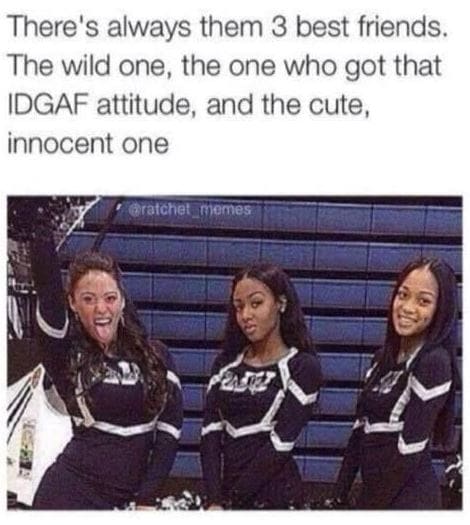 There's always them 3 best friends.
The wild one, the one who got that
IDGAF attitude, and the cute,
innocent one
@ratchet_memes